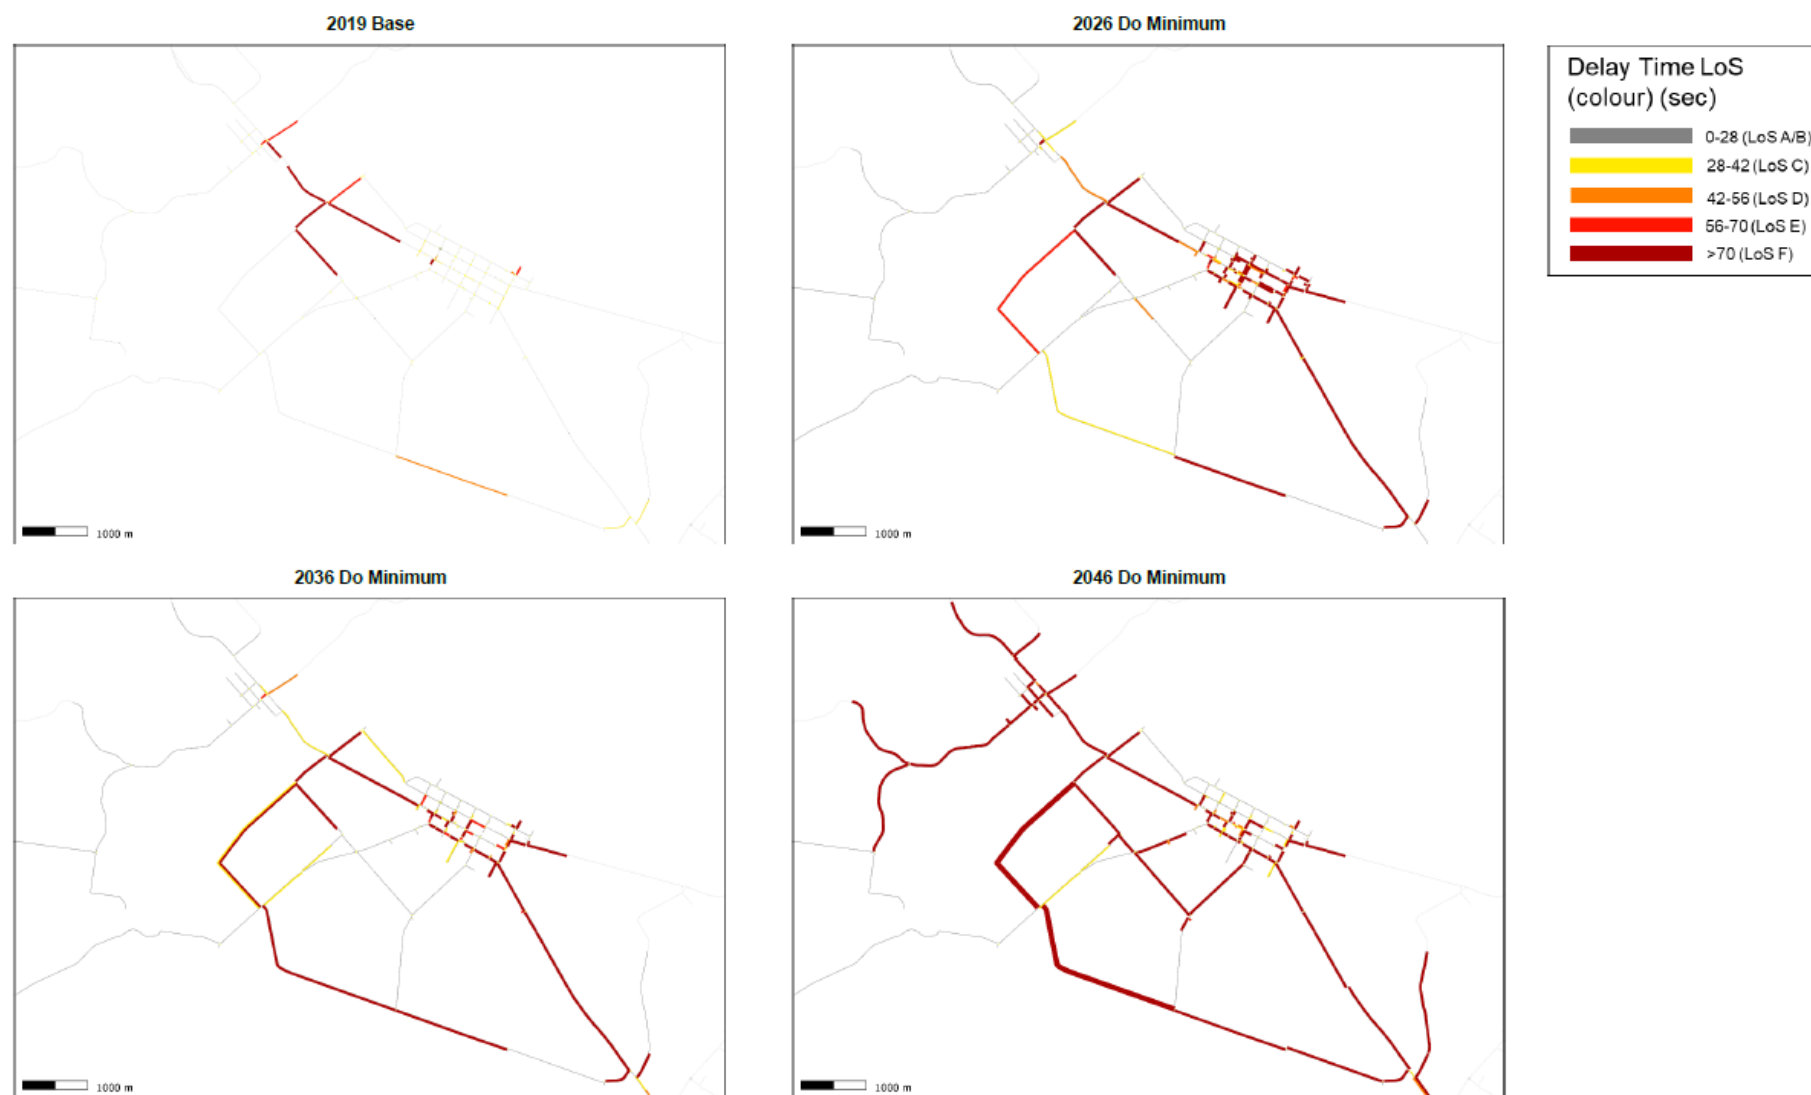 2019 Base
2026 Do Minimum
Delay Time LoS
(colour) (sec)
0-28 (LoS A/B)
28-42 (LoS C)
42-56 (LoS D)
56-70 (LoS E)
>70 (LoS F)
1000 m
1000 m
2036 Do Minimum
2046 Do Minimum
1000 m
1000 m